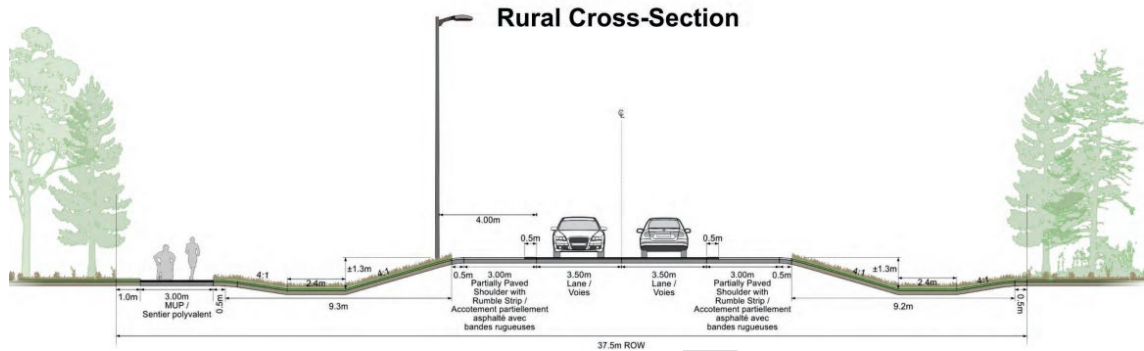 Rural Cross-Section
℄
4.00m
0.5m
0.5m
4:1
2.4m
±1.3m
4:1
0.5m
3.00m
3.50m
3.50m
3.00m
0.5m
4:1
±1.3m
2.4m
4:1
1.0m
3.00m
MUP /
Sentier polyvalent
0.5m
9.3m
Partially Paved
Shoulder with
Rumble Strip /
Accotement partiellement
asphalté avec
bandes rugueuses
Lane /
Voies
Lane /
Voies
Partially Paved
Shoulder with
Rumble Strip /
Accotement partiellement
asphalté avec
bandes rugueuses
9.2m
0.5m
37.5m ROW